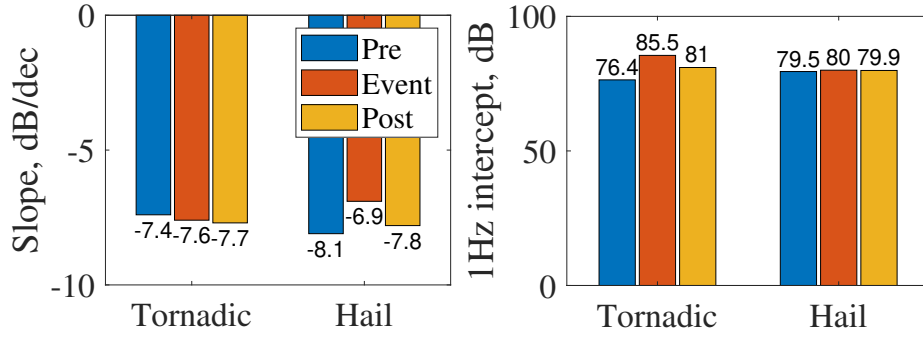 Slope, dB/dec
0
-5
-10
-7.4
-7.6
-7.7
-8.1
-6.9
-7.8
Pre
Event
Post
Tornadic
Hail
1Hz intercept, dB
100
50
0
76.4
85.5
81
79.5
80
79.9
Tornadic
Hail